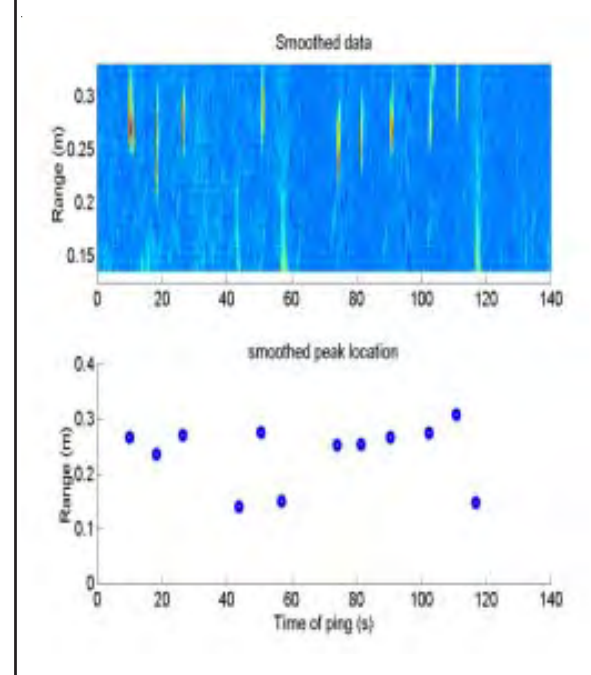 Smoothed data
Range (m)
0.3
0.25
0.2
0.15
0 20 40 60 80 100 120 140
smoothed peak location
Range (m)
0.4
0.3
0.2
0.1
0
0 20 40 60 80 100 120 140
Time of ping (s)